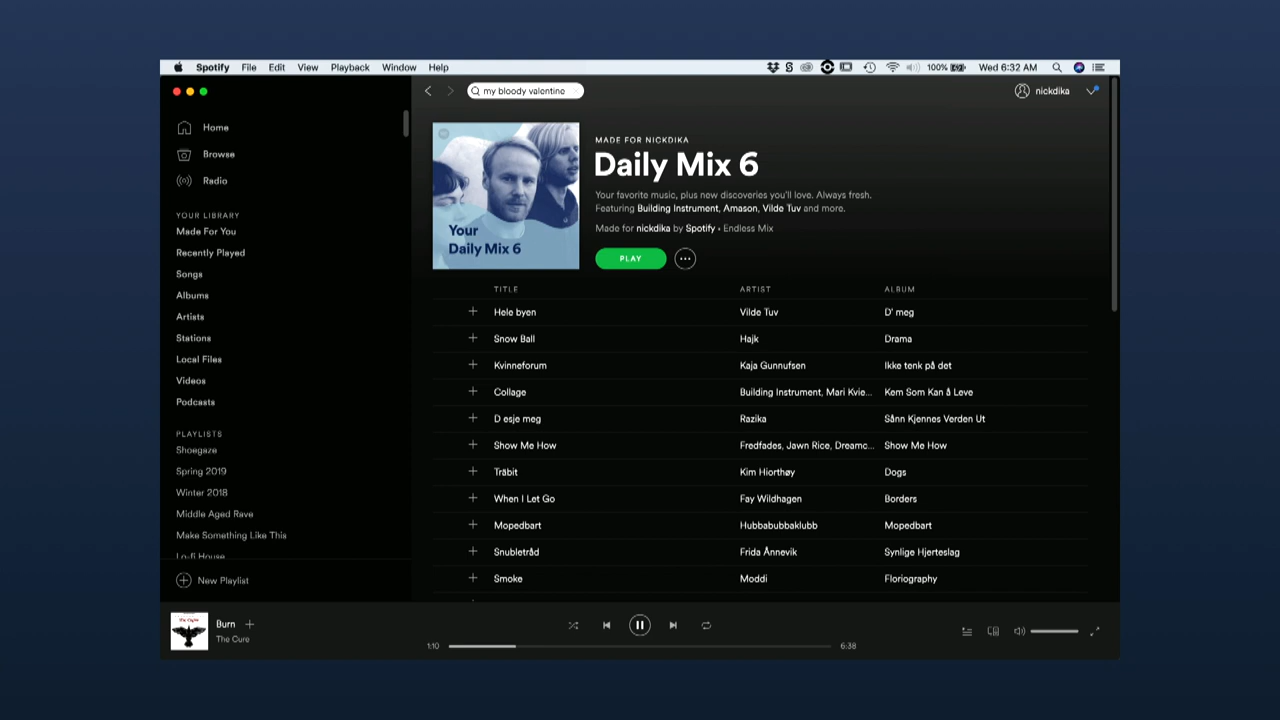 Spotify File Edit View Playback Window Help 100% Wed 6:32 AM
my bloody valentine nickdika
Home
Browse
Radio
YOUR LIBRARY
Made For You
Recently Played
Songs
Albums
Artists
Stations
Local Files
Videos
Podcasts
PLAYLISTS
Shoegaze
Spring 2019
Winter 2018
Middle Aged Rave
Make Something Like This
Lo-fi House
New Playlist
Your
Daily Mix 6
MADE FOR NICKDIKA
Daily Mix 6
Your favorite music, plus new discoveries you'll love. Always fresh.
Featuring Building Instrument, Amason, Vilde Tuv and more.
Made for nickdika by Spotify • Endless Mix
PLAY
TITLE ARTIST ALBUM
Hele byen Vilde Tuv D' meg
Snow Ball Hajk Drama
Kvinneforum Kaja Gunnufsen Ikke tenk på det
Collage Building Instrument, Mari Kvie... Kem Som Kan å Leve
D esje meg Razika Sånn Kjennes Verden Ut
Show Me How Fredfades, Jawn Rice, Dreamc... Show Me How
Träbit Kim Hiorthøy Dogs
When I Let Go Fay Wildhagen Borders
Mopedbart Hubbabubbaklubb Mopedbart
Snubletråd Frida Ånnevik Synlige Hjerteslag
Smoke Moddi Floriography
Burn
The Cure
1:10 6:38